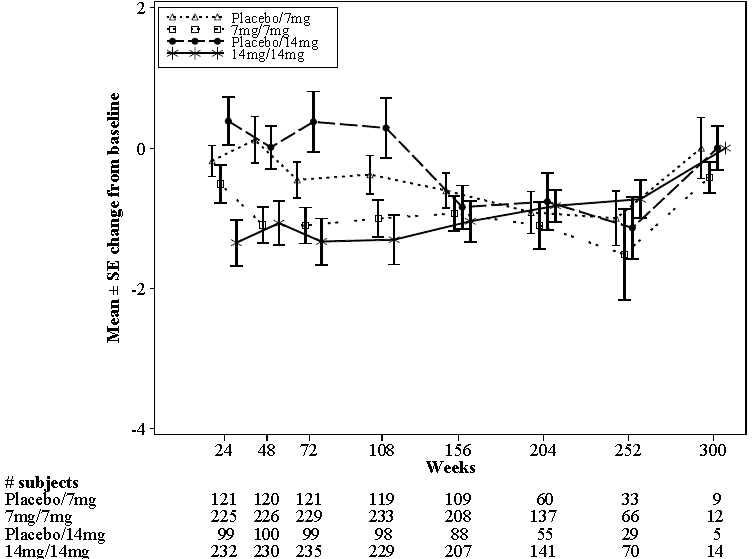 Placebo/7mg
7mg/7mg
Placebo/14mg
14mg/14mg
2
0
-2
-4
Mean ± SE change from baseline
24 48 72 108 156 204 252 300
Weeks
# subjects
Placebo/7mg 121 120 121 119 109 60 33 9
7mg/7mg 225 226 229 233 208 137 66 12
Placebo/14mg 99 100 99 98 88 55 29 5
14mg/14mg 232 230 235 229 207 141 70 14